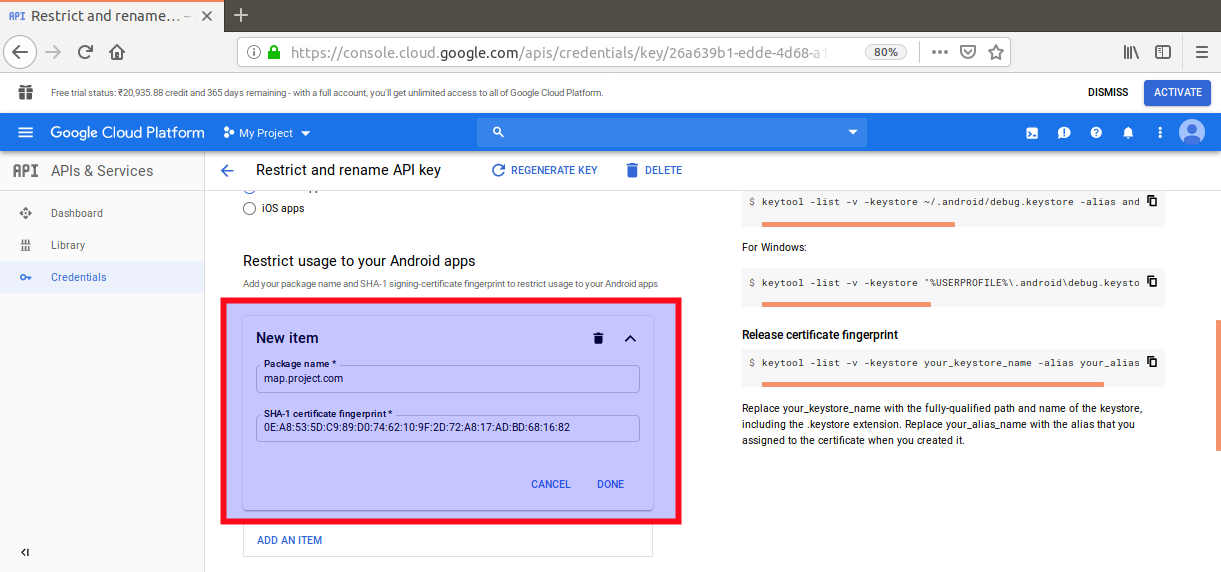 API Restrict and rename… –
https://console.cloud.google.com/apis/credentials/key/26a639b1-edde-4d68-a1
80%
Free trial status: ₹20,935.88 credit and 365 days remaining - with a full account, you'll get unlimited access to all of Google Cloud Platform.
DISMISS
ACTIVATE
Google Cloud Platform
My Project
API APIs & Services
Restrict and rename API key
REGENERATE KEY
DELETE
Dashboard
Library
Credentials
iOS apps
Restrict usage to your Android apps
Add your package name and SHA-1 signing-certificate fingerprint to restrict usage to your Android apps
New item
Package name *
map.project.com
SHA-1 certificate fingerprint *
0E:A8:53:5D:C9:89:D0:74:62:10:9F:2D:72:A8:17:AD:BD:68:16:82
CANCEL
DONE
ADD AN ITEM
$ keytool -list -v -keystore ~/.android/debug.keystore -alias and
For Windows:
$ keytool -list -v -keystore "%USERPROFILE%\.android\debug.keysto
Release certificate fingerprint
$ keytool -list -v -keystore your_keystore_name -alias your_alias
Replace your_keystore_name with the fully-qualified path and name of the keystore,
including the .keystore extension. Replace your_alias_name with the alias that you
assigned to the certificate when you created it.